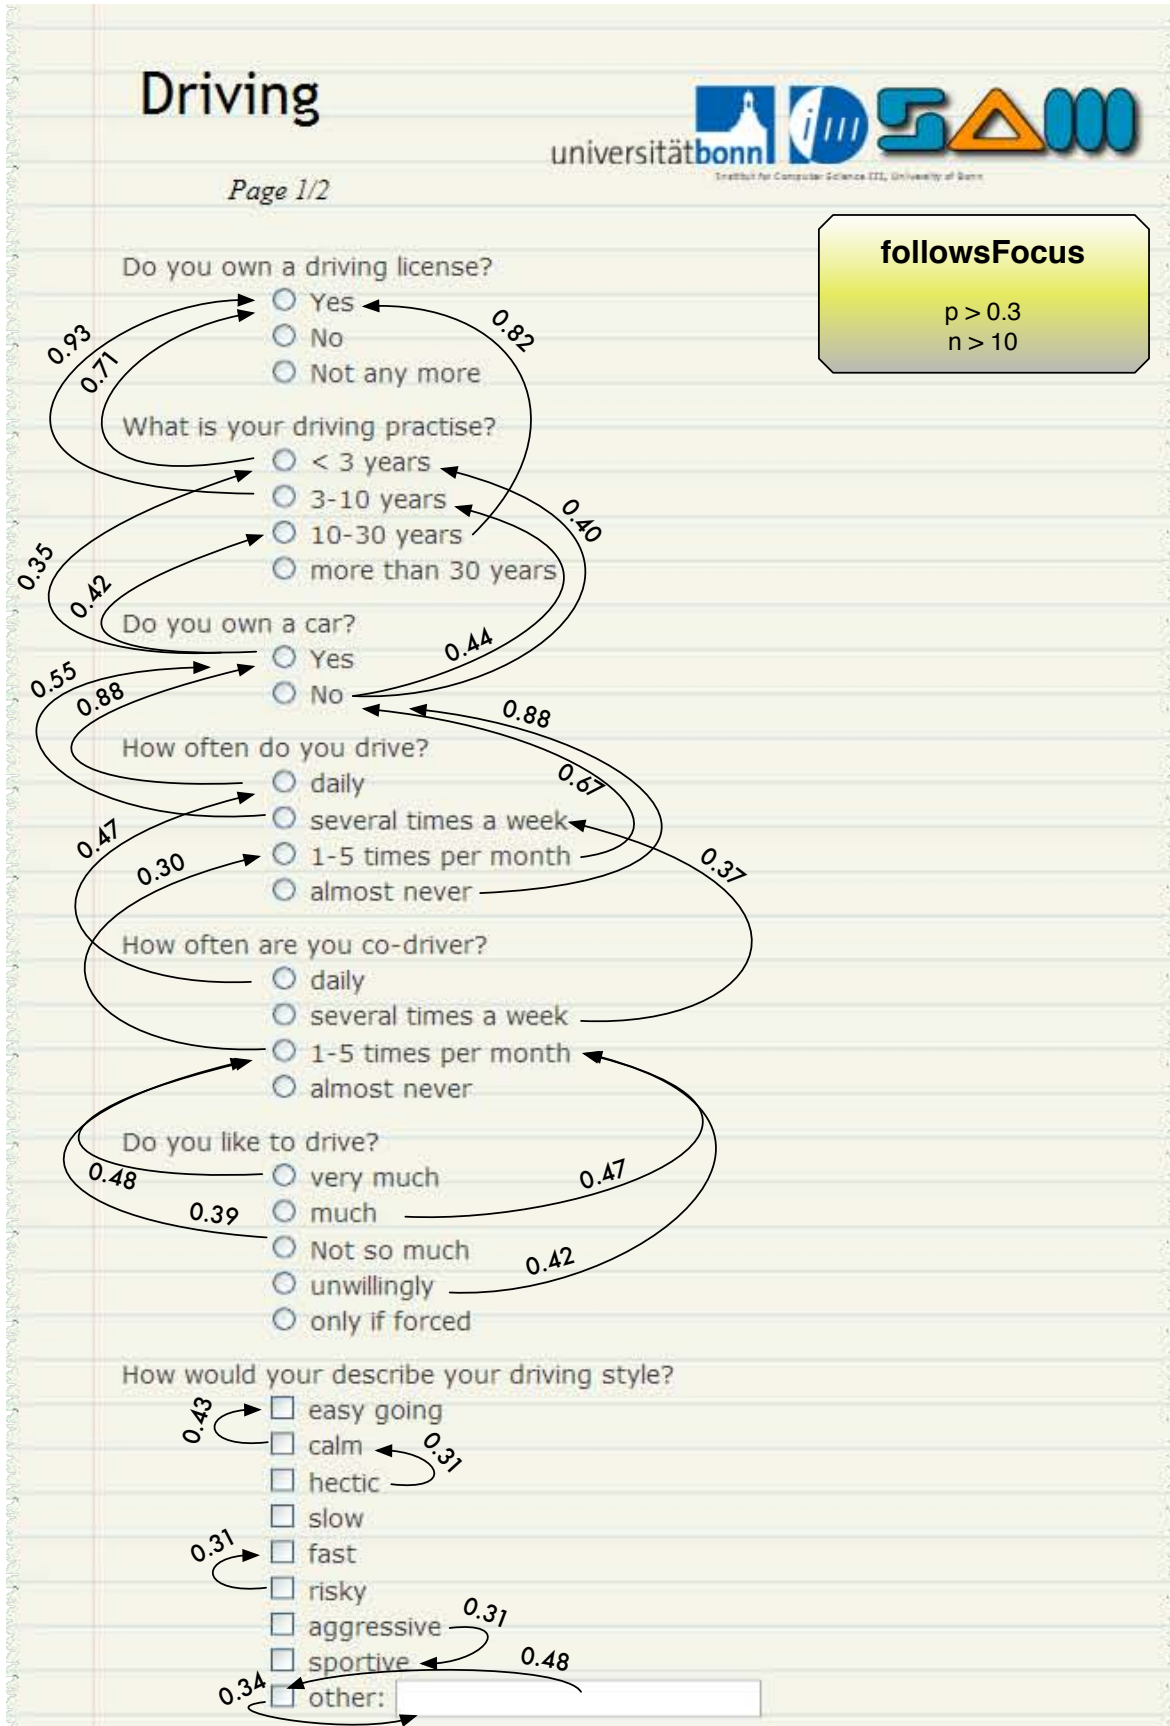 Driving
universitätbonn
Institut for Computer Science III, University of Bonn
Page 1/2
followsFocus
p > 0.3
n > 10
Do you own a driving license?
Yes
No
Not any more
0.93
0.71
0.82
What is your driving practise?
< 3 years
3-10 years
10-30 years
more than 30 years
0.40
0.35
0.42
Do you own a car?
Yes
No
0.44
0.55
0.88
0.88
How often do you drive?
daily
several times a week
1-5 times per month
almost never
0.67
0.47
0.30
0.37
How often are you co-driver?
daily
several times a week
1-5 times per month
almost never
Do you like to drive?
very much
much
Not so much
unwillingly
only if forced
0.48
0.47
0.39
0.42
How would your describe your driving style?
easy going
calm
hectic
slow
fast
risky
aggressive
sportive
other:
0.43
0.31
0.31
0.31
0.48
0.34